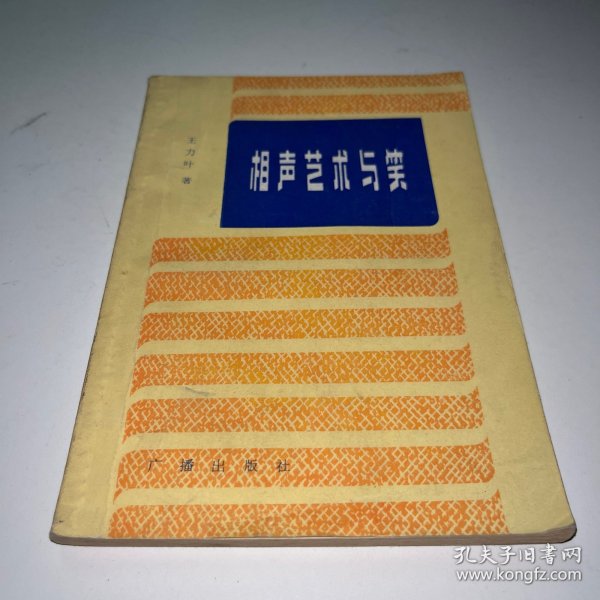 相声艺术与笑
王力叶 著
广播出版社
孔夫子旧书网
www.kongfz.com